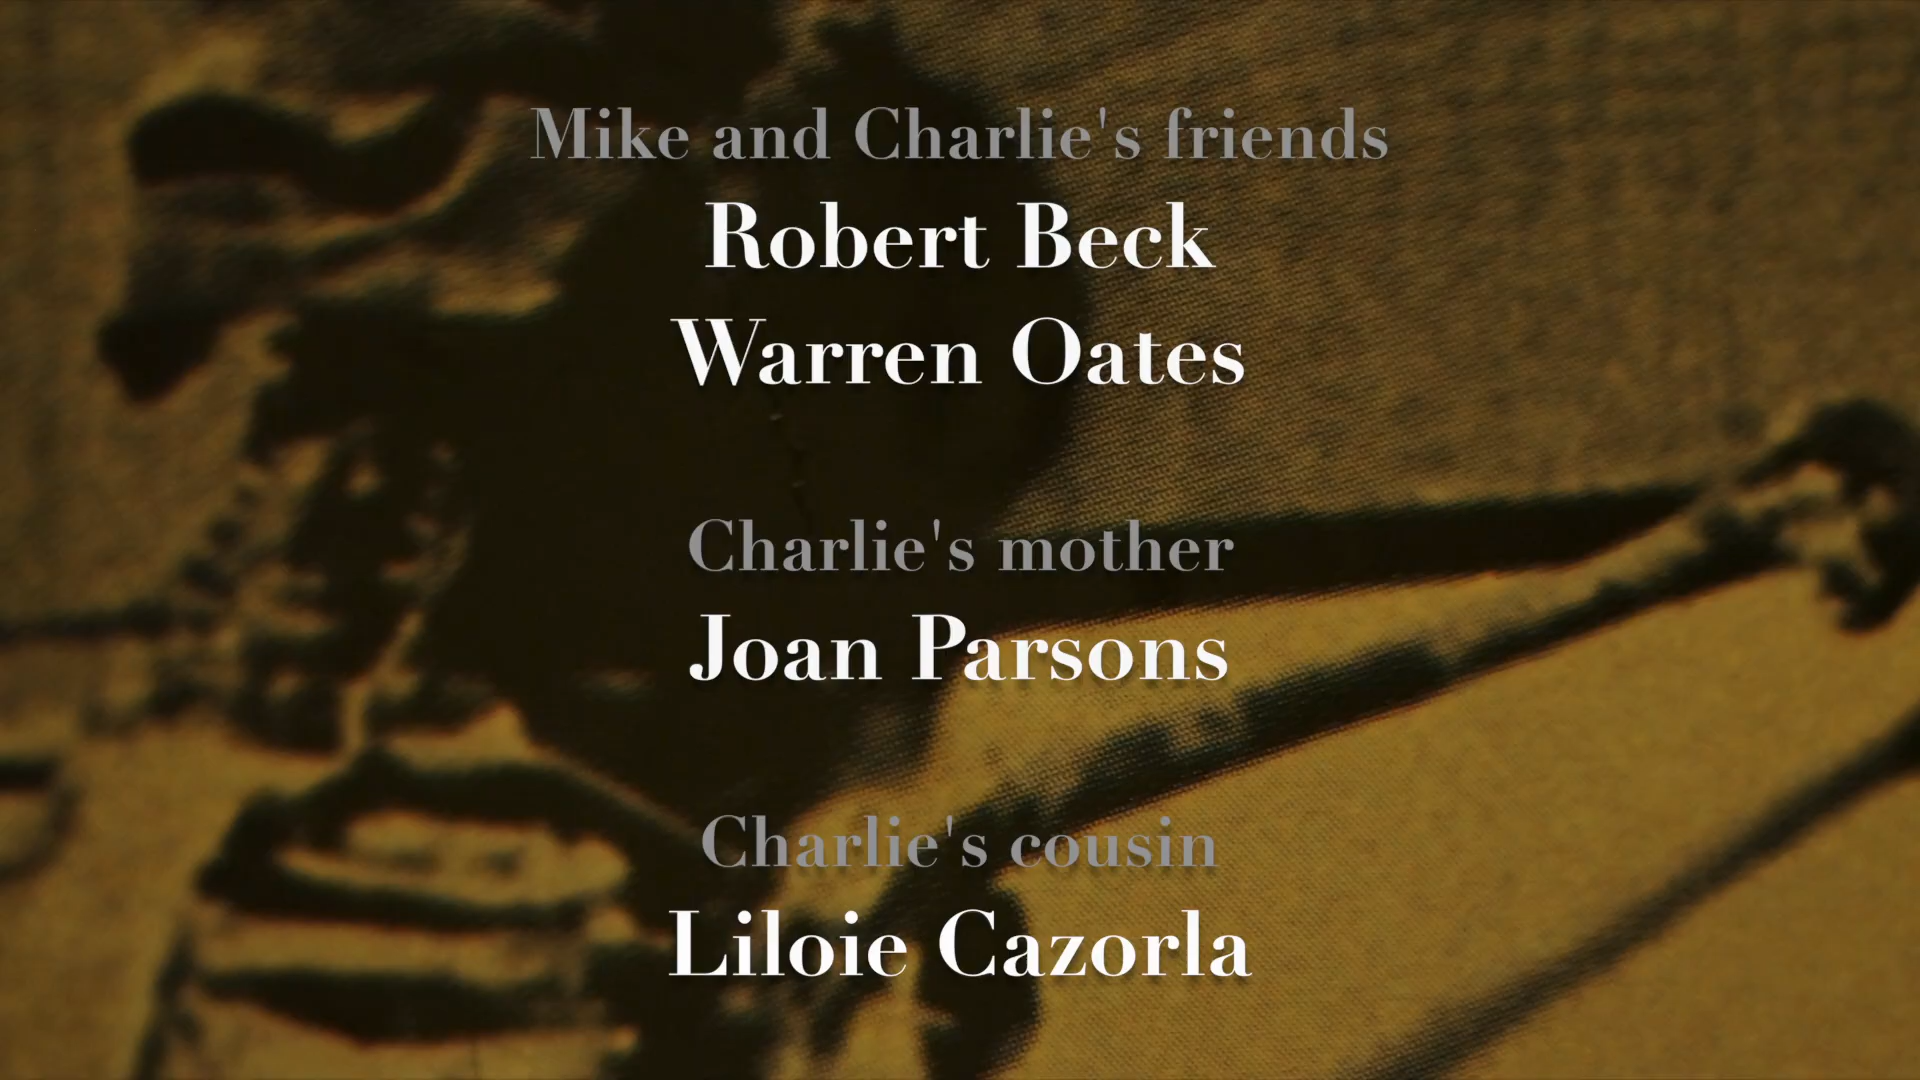 Mike and Charlie's friends
Robert Beck
Warren Oates
Charlie's mother
Joan Parsons
Charlie's cousin
Liloie Cazorla